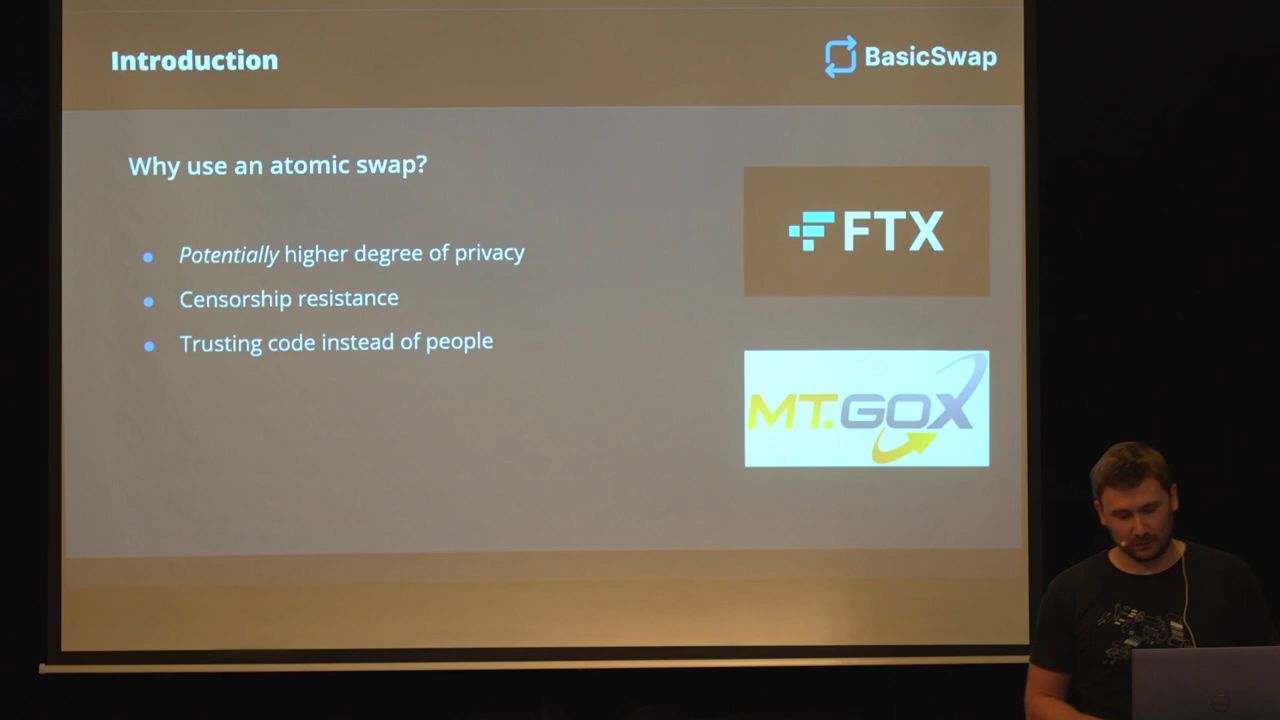 Introduction
BasicSwap
Why use an atomic swap?
Potentially higher degree of privacy
Censorship resistance
Trusting code instead of people
FTX
MT.GOX